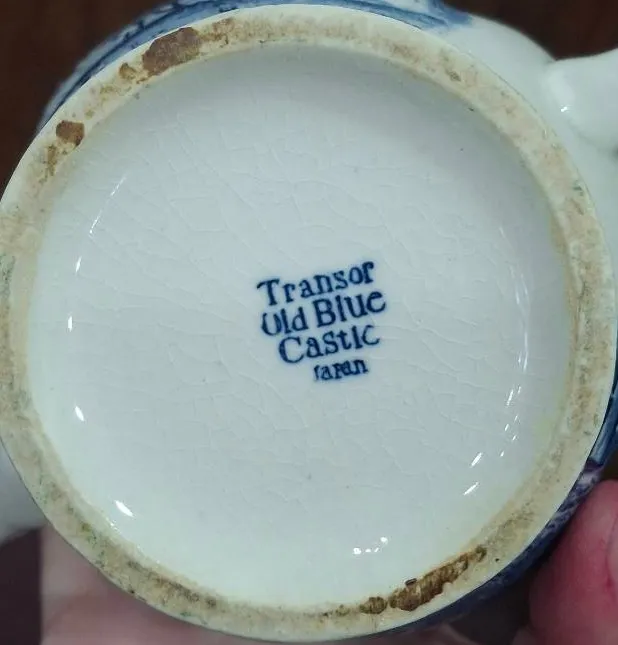 Transor
Old Blue
Castle
Japan